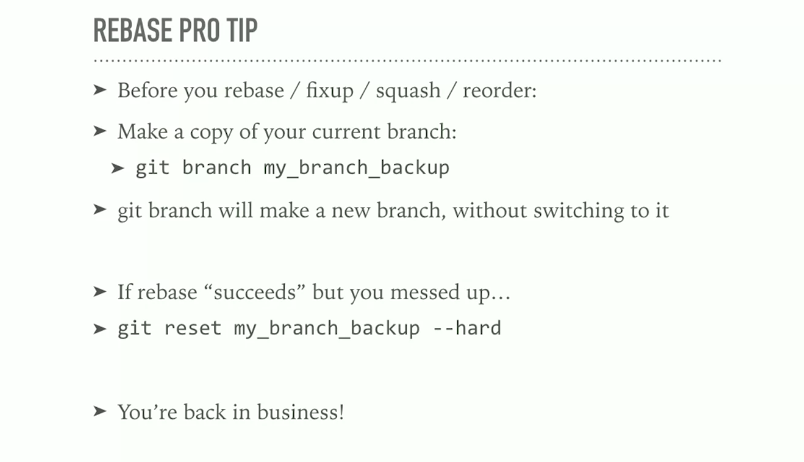 REBASE PRO TIP
➤ Before you rebase / fixup / squash / reorder:
➤ Make a copy of your current branch:
➤ git branch my_branch_backup
➤ git branch will make a new branch, without switching to it
➤ If rebase “succeeds” but you messed up…
➤ git reset my_branch_backup --hard
➤ You’re back in business!